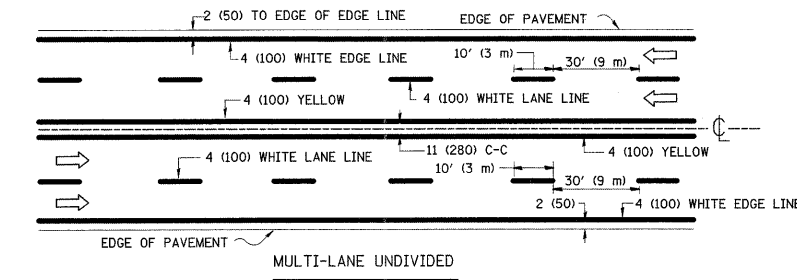 2 (50) TO EDGE OF EDGE LINE
EDGE OF PAVEMENT
4 (100) WHITE EDGE LINE
10' (3 m)
30' (9 m)
4 (100) YELLOW
4 (100) WHITE LANE LINE
CL
11 (280) C-C
4 (100) YELLOW
4 (100) WHITE LANE LINE
10' (3 m)
30' (9 m)
2 (50)
4 (100) WHITE EDGE LINE
EDGE OF PAVEMENT
MULTI-LANE UNDIVIDED